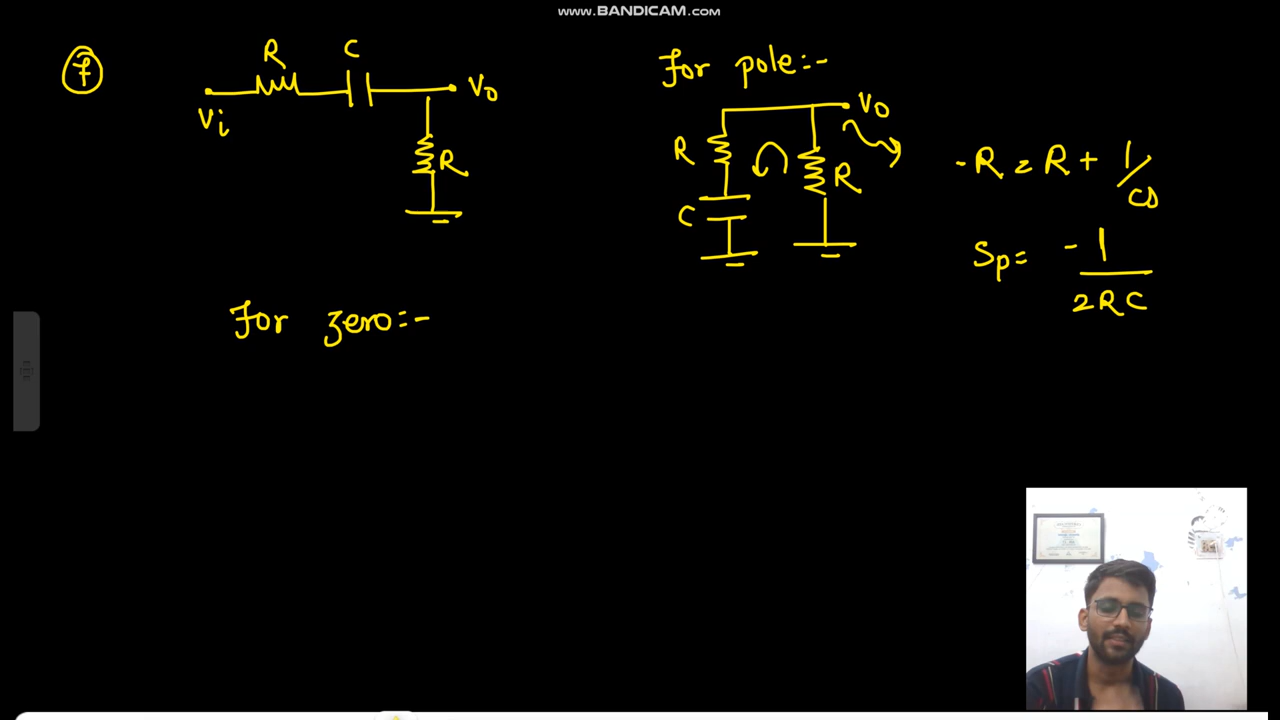 www.BANDICAM.com
7
R
C
Vi
Vo
R
For pole:-
Vo
R
R
C
-R = R + 1/CS
Sp = -1/2RC
For zero:-